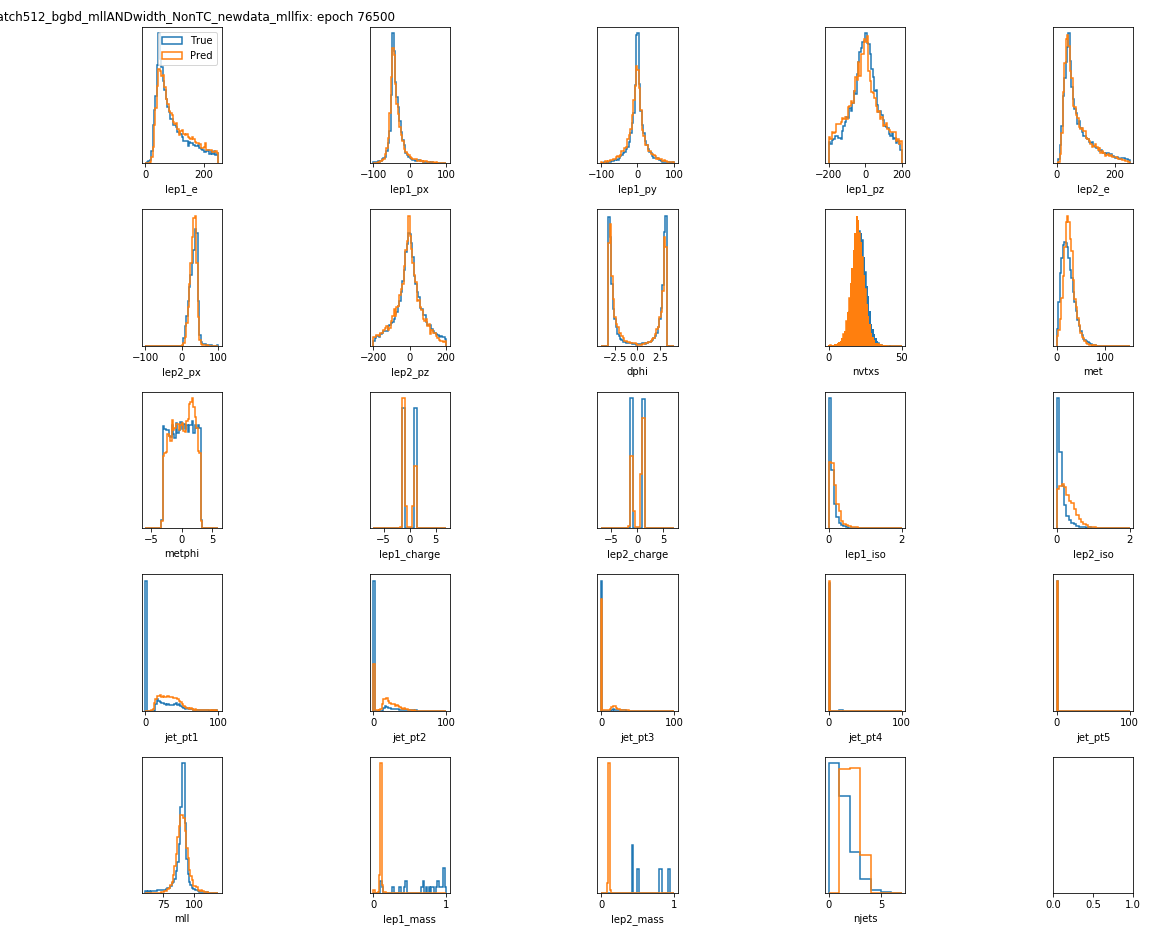 atch512_bgbd_mllANDwidth_NonTC_newdata_mllfix: epoch 76500
True
Pred
0 200
lep1_e
−100 0 100
lep1_px
−100 0 100
lep1_py
−200 0 200
lep1_pz
0 200
lep2_e
−100 0 100
lep2_px
−200 0 200
lep2_pz
−2.5 0.0 2.5
dphi
0 50
nvtxs
0 100
met
−5 0 5
metphi
−5 0 5
lep1_charge
−5 0 5
lep2_charge
0 2
lep1_iso
0 2
lep2_iso
0 100
jet_pt1
0 100
jet_pt2
0 100
jet_pt3
0 100
jet_pt4
0 100
jet_pt5
75 100
mll
0 1
lep1_mass
0 1
lep2_mass
0 5
njets
0.0 0.5 1.0